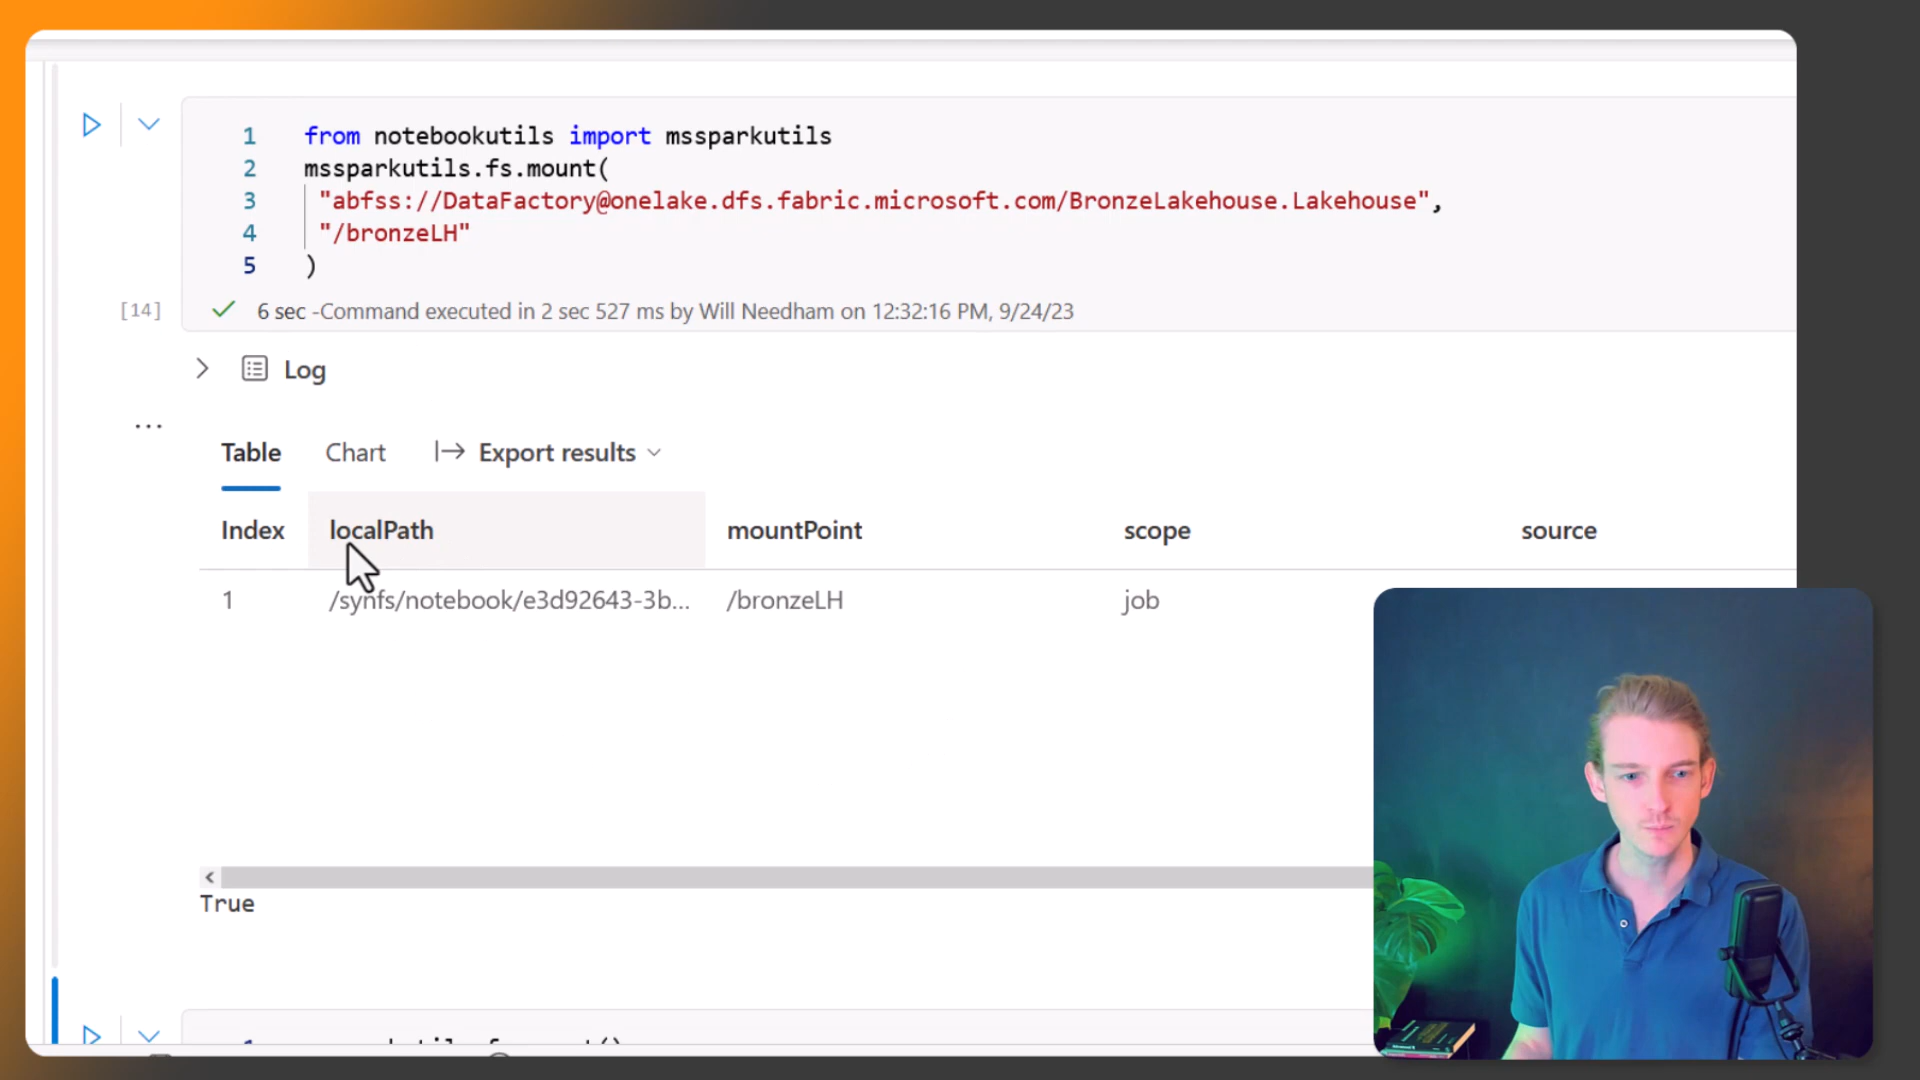 1 from notebookutils import mssparkutils
2 mssparkutils.fs.mount(
3 "abfss://DataFactory@onelake.dfs.fabric.microsoft.com/BronzeLakehouse.Lakehouse",
4 "/bronzeLH"
5 )
[14] 6 sec -Command executed in 2 sec 527 ms by Will Needham on 12:32:16 PM, 9/24/23
Log
Table Chart Export results
Index localPath mountPoint scope source
1 /synfs/notebook/e3d92643-3b... /bronzeLH job
True